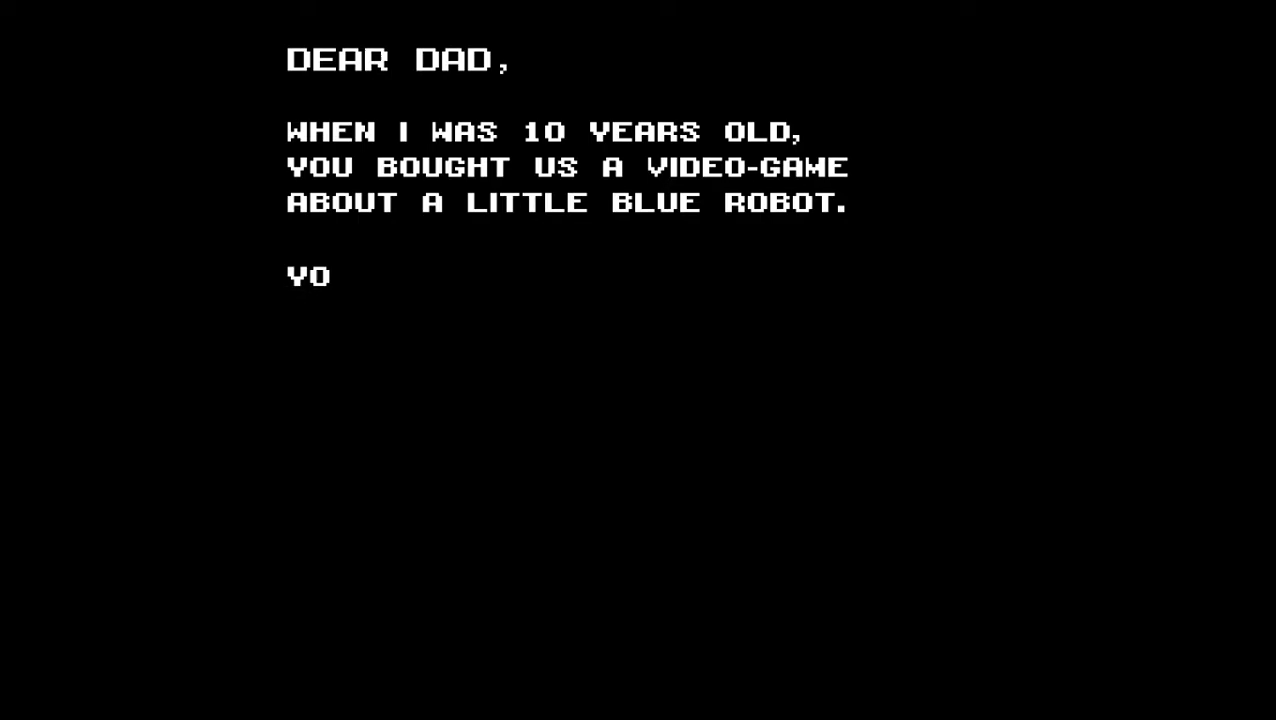 DEAR DAD,
WHEN I WAS 10 YEARS OLD,
YOU BOUGHT US A VIDEO-GAME
ABOUT A LITTLE BLUE ROBOT.
YO